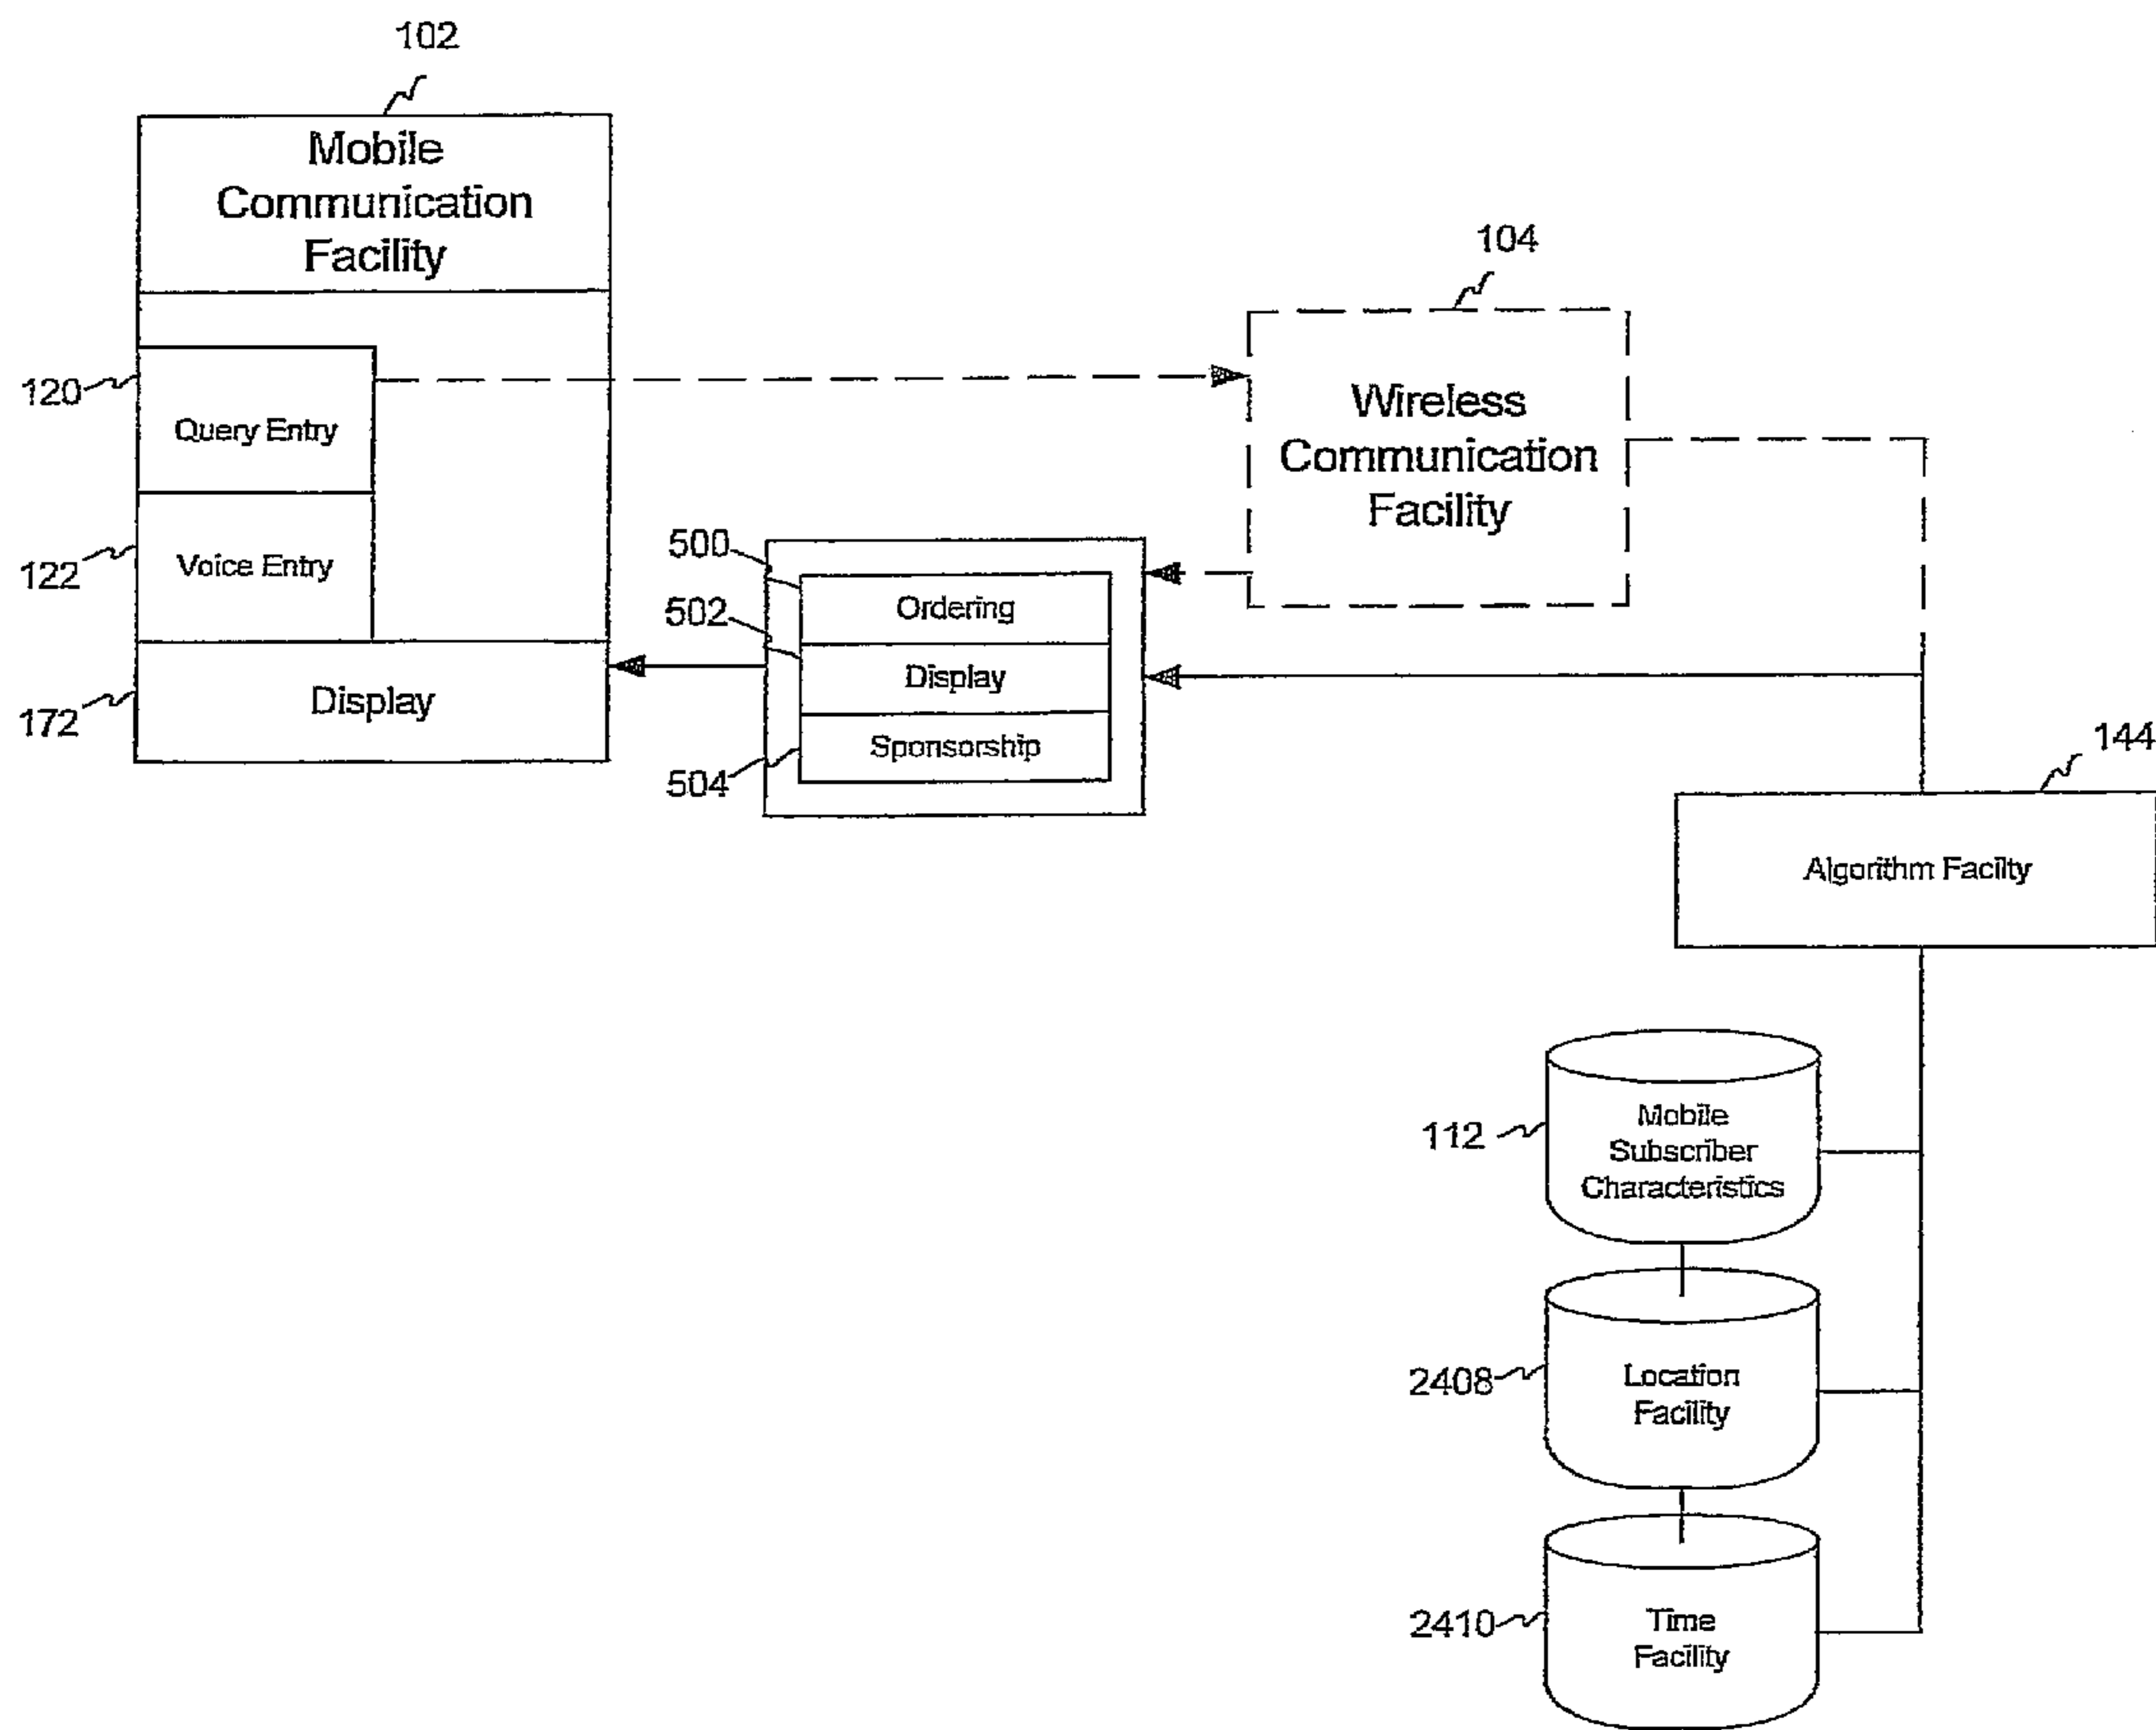 102
Mobile
Communication
Facility
104
120
Query Entry
Wireless
Communication
Facility
122
Voice Entry
500
Ordering
502
Display
172
Display
504
Sponsorship
144
Algorithm Facilty
112
Mobile
Subscriber
Characteristics
2408
Location
Facility
2410
Time
Facility